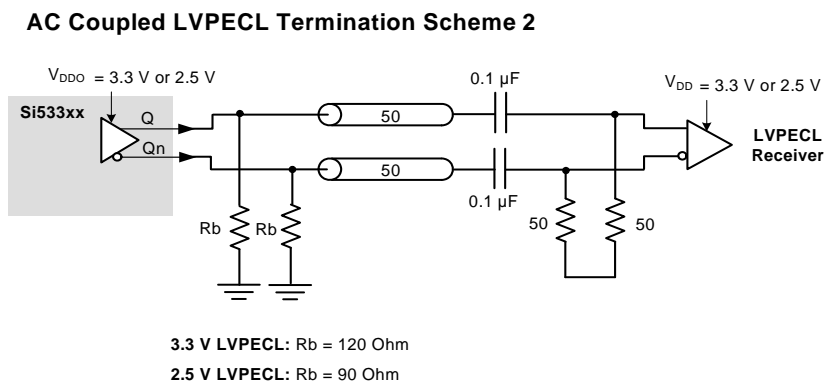 AC Coupled LVPECL Termination Scheme 2
VDDO = 3.3 V or 2.5 V
0.1 µF
VDD = 3.3 V or 2.5 V
Si533xx
Q
50
LVPECL
Receiver
Qn
50
0.1 µF
Rb
Rb
50
50
3.3 V LVPECL: Rb = 120 Ohm
2.5 V LVPECL: Rb = 90 Ohm